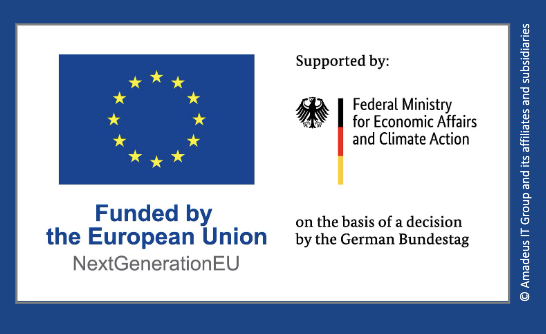 Funded by
the European Union
NextGenerationEU
Supported by:
Federal Ministry
for Economic Affairs
and Climate Action
on the basis of a decision
by the German Bundestag
© Amadeus IT Group and its affiliates and subsidiaries